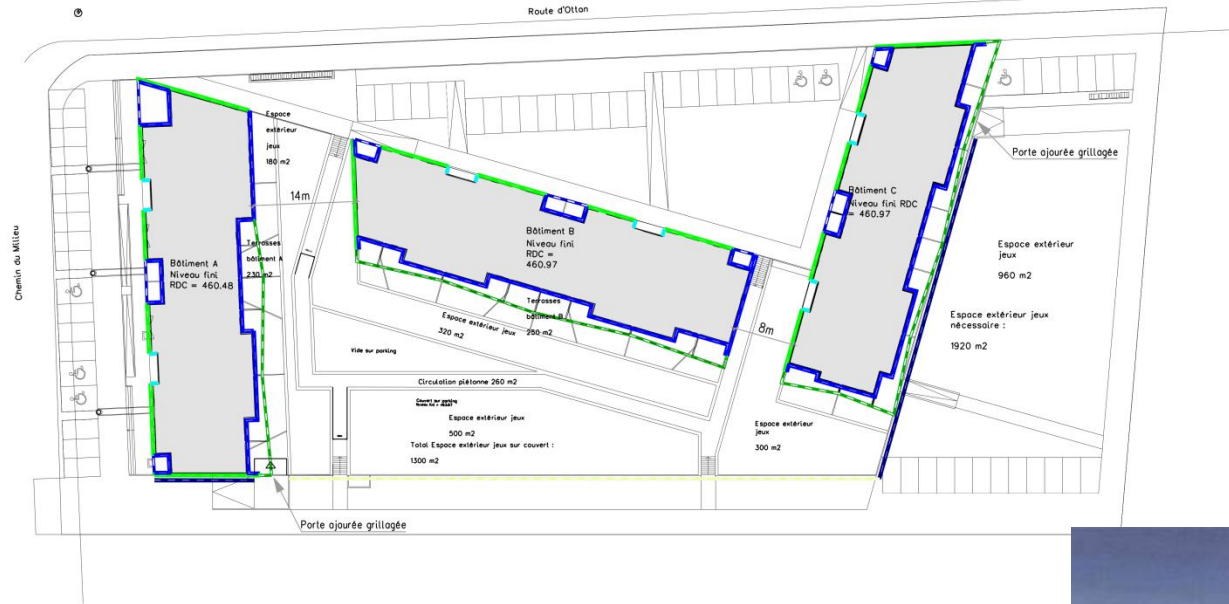 Route d'Ottan
Chemin du Milieu
Espace
extérieur
jeux
180 m2
14m
Bâtiment A
Niveau fini
RDC = 460.48
Terrasses
bâtiment A
230 m2
Bâtiment B
Niveau fini
RDC =
460.97
Terrasses
bâtiment B
250 m2
Espace extérieur jeux
320 m2
Vide sur parking
Circulation piétonne 260 m2
Couvert sur parking
Espace extérieur jeux
500 m2
Total Espace extérieur jeux sur couvert :
1300 m2
8m
Bâtiment C
Niveau fini RDC
= 460.97
Porte ajourée grillagée
Espace extérieur
jeux
960 m2
Espace extérieur jeux
nécessaire :
1920 m2
Espace extérieur
jeux
300 m2
Porte ajourée grillagée